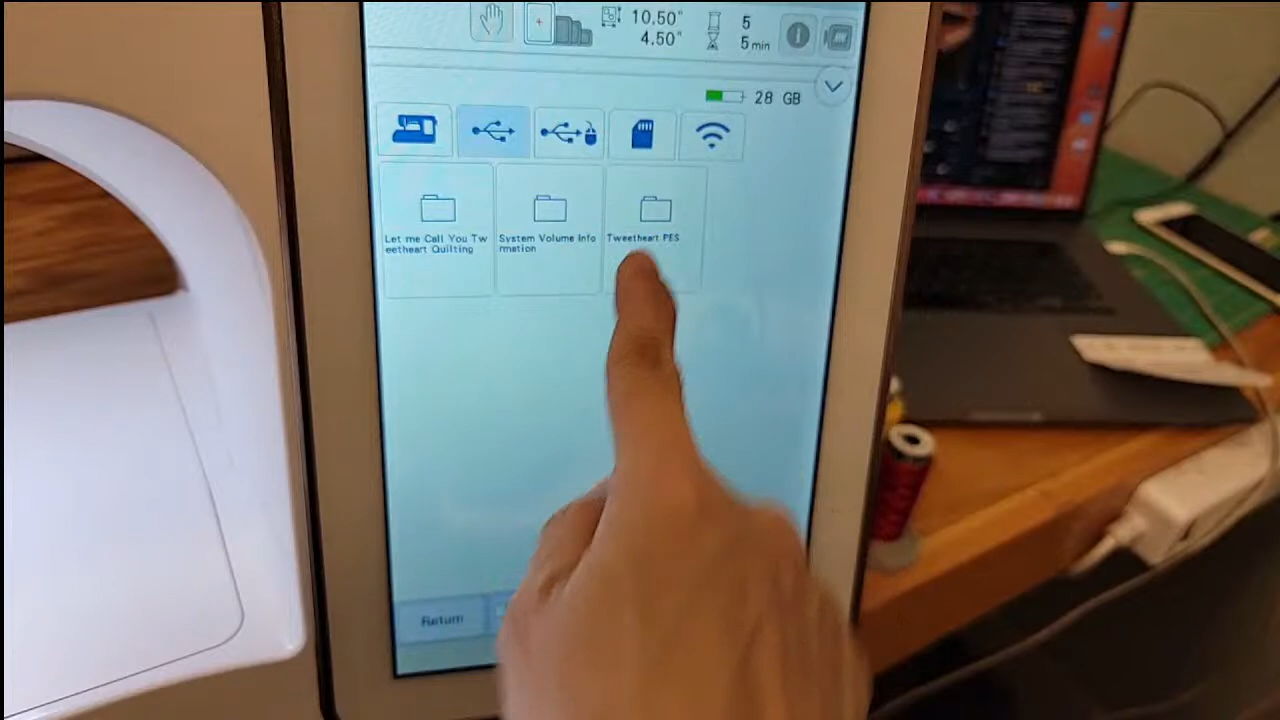 10.50"
4.50"
5
5 min
28 GB
Let me Call You Tw
eetheart Quilting
System Volume Info
rmation
Tweetheart PES
Return